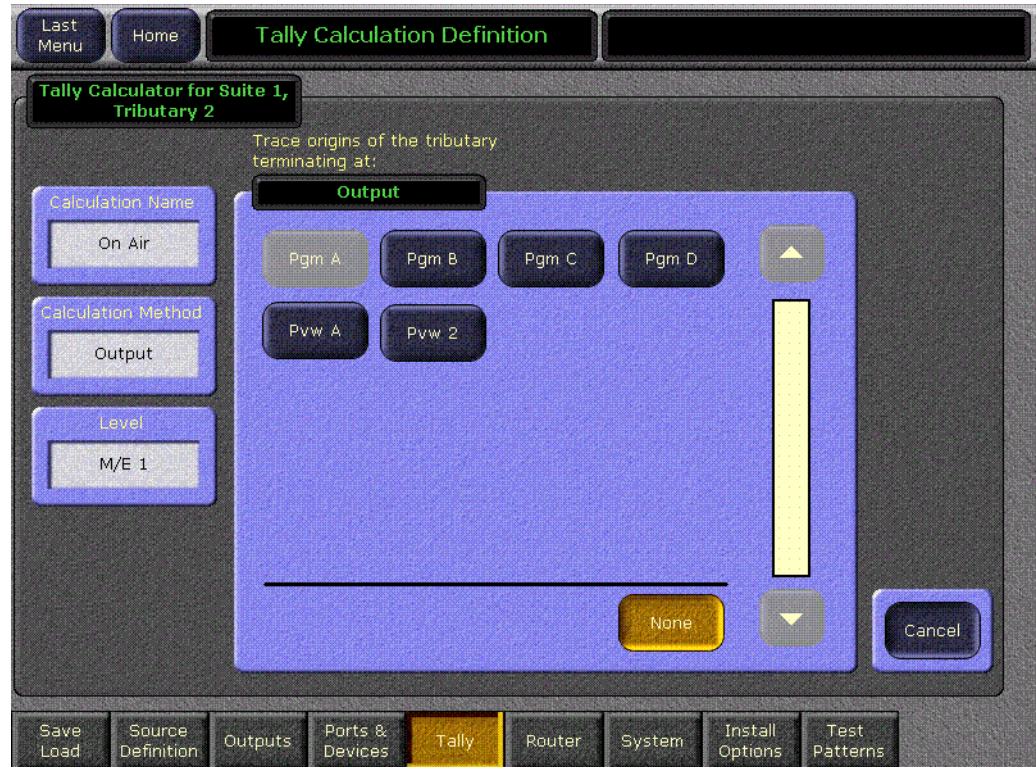 Last
Menu
Home
Tally Calculation Definition
Tally Calculator for Suite 1,
Tributary 2
Trace origins of the tributary
terminating at:
Output
Calculation Name
On Air
Calculation Method
Output
Level
M/E 1
Pgm A
Pgm B
Pgm C
Pgm D
Pvw A
Pvw 2
None
Cancel
Save
Load
Source
Definition
Outputs
Ports &
Devices
Tally
Router
System
Install
Options
Test
Patterns